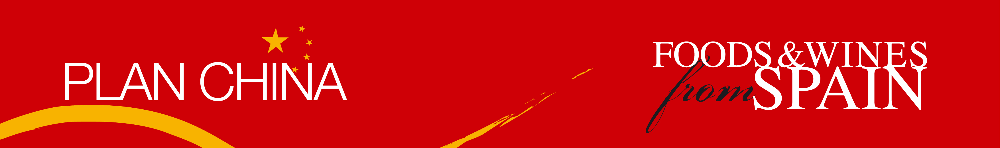 PLAN CHINA
FOODS & WINES
from SPAIN